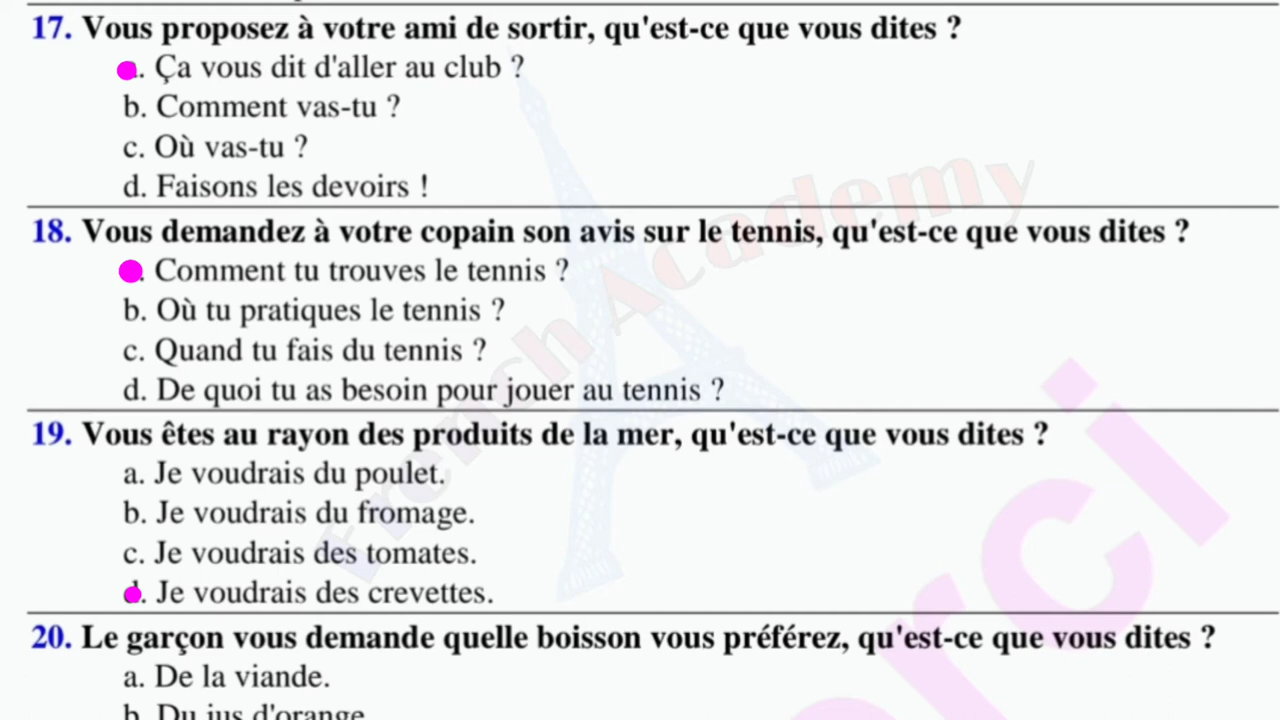 17. Vous proposez à votre ami de sortir, qu'est-ce que vous dites ?
. Ça vous dit d'aller au club ?
b. Comment vas-tu ?
c. Où vas-tu ?
d. Faisons les devoirs !
18. Vous demandez à votre copain son avis sur le tennis, qu'est-ce que vous dites ?
. Comment tu trouves le tennis ?
b. Où tu pratiques le tennis ?
c. Quand tu fais du tennis ?
d. De quoi tu as besoin pour jouer au tennis ?
19. Vous êtes au rayon des produits de la mer, qu'est-ce que vous dites ?
a. Je voudrais du poulet.
b. Je voudrais du fromage.
c. Je voudrais des tomates.
d. Je voudrais des crevettes.
20. Le garçon vous demande quelle boisson vous préférez, qu'est-ce que vous dites ?
a. De la viande.
b. Du jus d'orange
French Academy